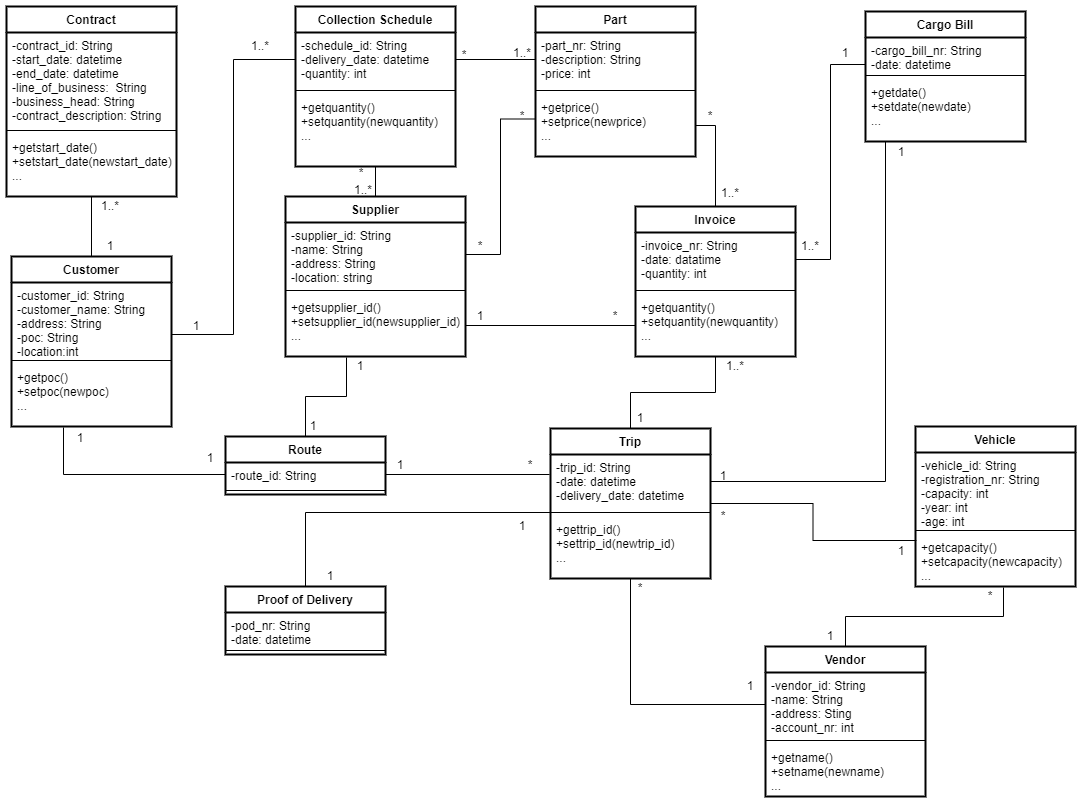 Contract
-contract_id: String
-start_date: datetime
-end_date: datetime
-line_of_business:  String
-business_head: String
-contract_description: String
+getstart_date()
+setstart_date(newstart_date)
...
1..*
1
Collection Schedule
-schedule_id: String
-delivery_date: datetime
-quantity: int
+getquantity()
+setquantity(newquantity)
...
1..*
*
1..*
*
1..*
Part
-part_nr: String
-description: String
-price: int
+getprice()
+setprice(newprice)
...
*
*
1..*
Cargo Bill
-cargo_bill_nr: String
-date: datetime
+getdate()
+setdate(newdate)
...
1
1
Customer
-customer_id: String
-customer_name: String
-address: String
-poc: String
-location:int
+getpoc()
+setpoc(newpoc)
...
1
1
Supplier
-supplier_id: String
-name: String
-address: String
-location: string
+getsupplier_id()
+setsupplier_id(newsupplier_id)
...
*
1
*
1
Invoice
-invoice_nr: String
-date: datatime
-quantity: int
+getquantity()
+setquantity(newquantity)
...
1..*
1..*
Route
-route_id: String
1
1
1
*
Trip
-trip_id: String
-date: datetime
-delivery_date: datetime
+gettrip_id()
+settrip_id(newtrip_id)
...
1
1
*
1
1
*
Vehicle
-vehicle_id: String
-registration_nr: String
-capacity: int
-year: int
-age: int
+getcapacity()
+setcapacity(newcapacity)
...
1
*
Proof of Delivery
-pod_nr: String
-date: datetime
1
Vendor
-vendor_id: String
-name: String
-address: Sting
-account_nr: int
+getname()
+setname(newname)
...
1